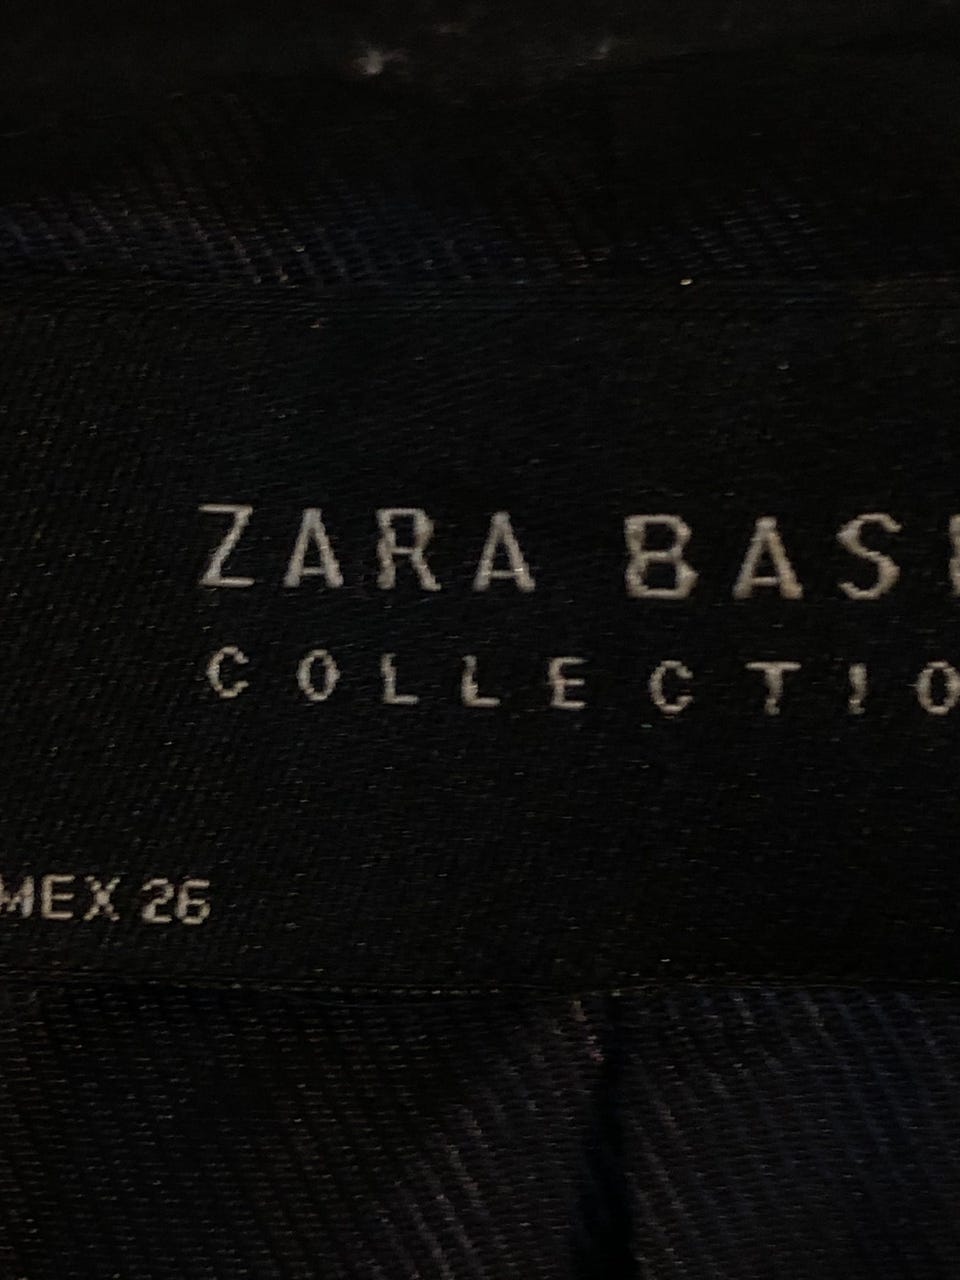 ZARA BAS
COLLECTIO
MEX 26